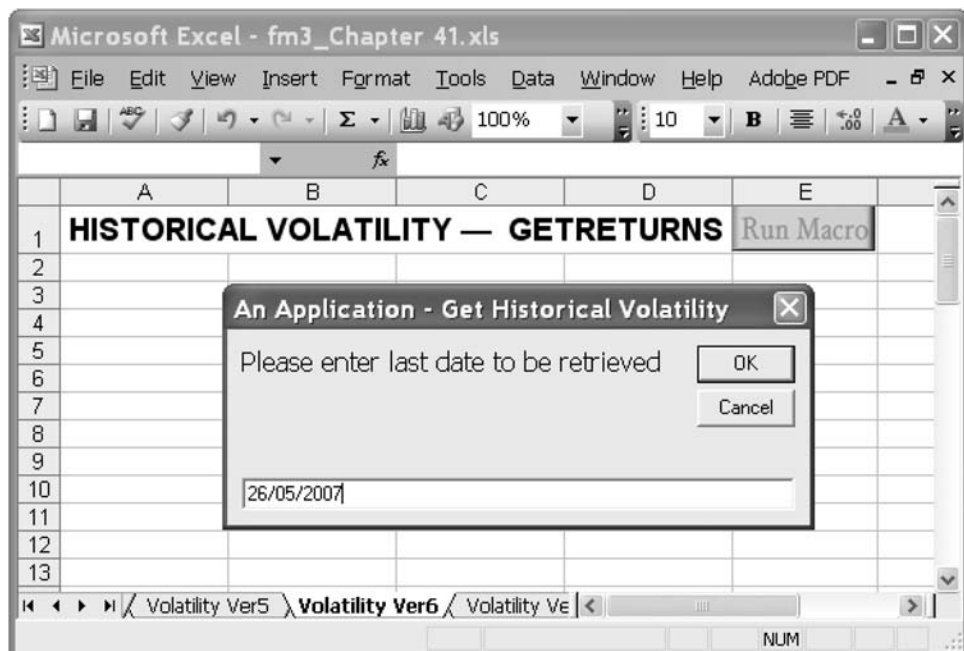 Microsoft Excel - fm3_Chapter 41.xls
File Edit View Insert Format Tools Data Window Help Adobe PDF
ABC Σ 100% 10 B .00 A
fx
A B C D E
1 HISTORICAL VOLATILITY — GETRETURNS Run Macro
2
3
An Application - Get Historical Volatility
4
5 Please enter last date to be retrieved OK
6
7 Cancel
8
9
10 26/05/2007
11
12
13
Volatility Ver5 Volatility Ver6 Volatility Ve
NUM